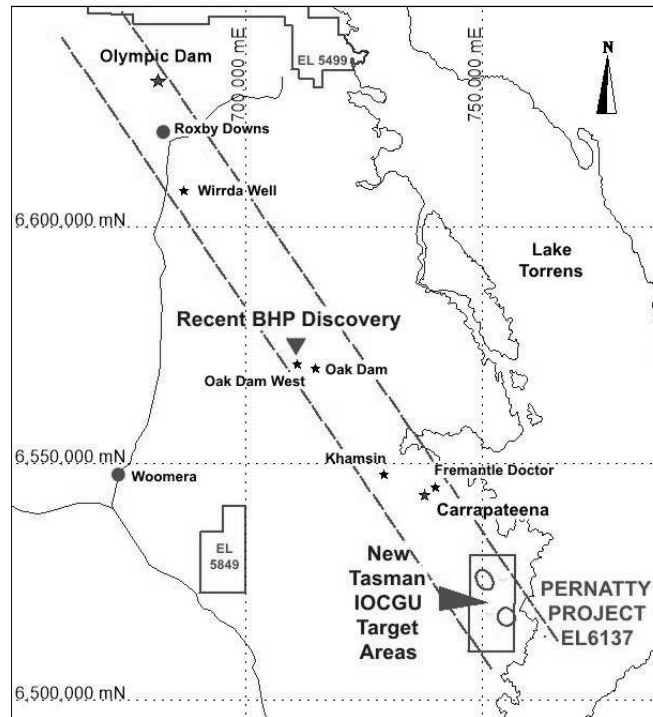 Olympic Dam
EL 5499
700,000 mE
750,000 mE
N
Roxby Downs
Wirrda Well
6,600,000 mN
Lake
Torrens
Recent BHP Discovery
Oak Dam West
Oak Dam
6,550,000 mN
Khamsin
Fremantle Doctor
Woomera
Carrapateena
EL
5849
New
Tasman
IOCGU
Target
Areas
PERNATTY
PROJECT
EL6137
6,500,000 mN